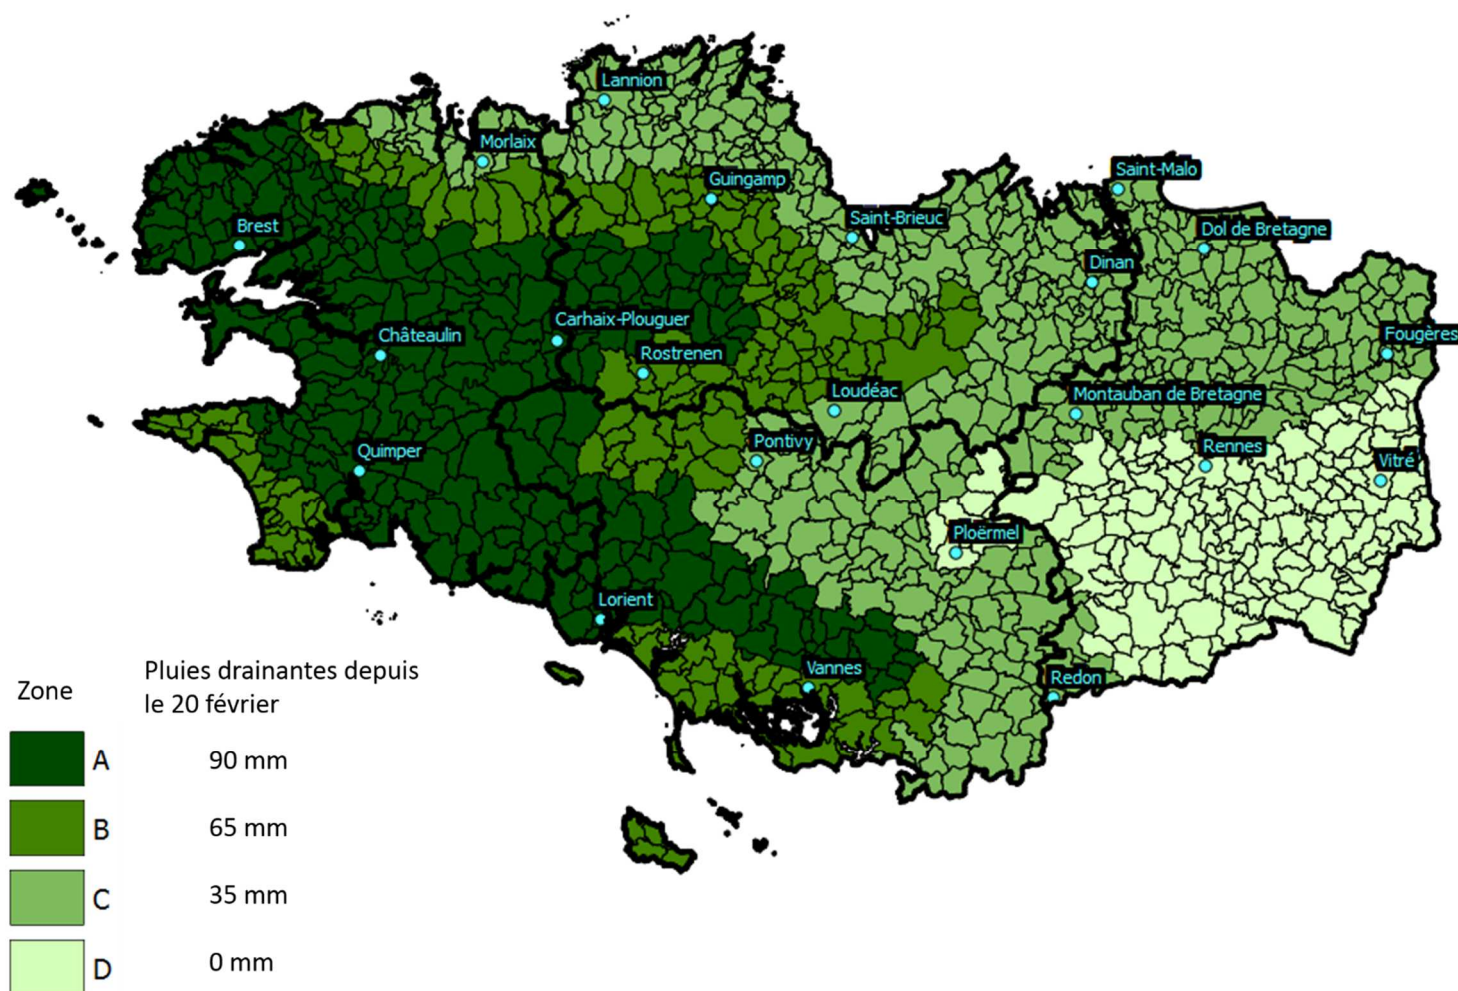 Lannion
Morlaix
Guingamp
Saint-Malo
Saint-Brieuc
Dol de Bretagne
Brest
Dinan
Châteaulin
Carhaix-Plouguer
Rostrenen
Fougères
Loudéac
Montauban de Bretagne
Quimper
Pontivy
Rennes
Vitré
Ploërmel
Lorient
Vannes
Redon
Zone
Pluies drainantes depuis
le 20 février
A 90 mm
B 65 mm
C 35 mm
D 0 mm